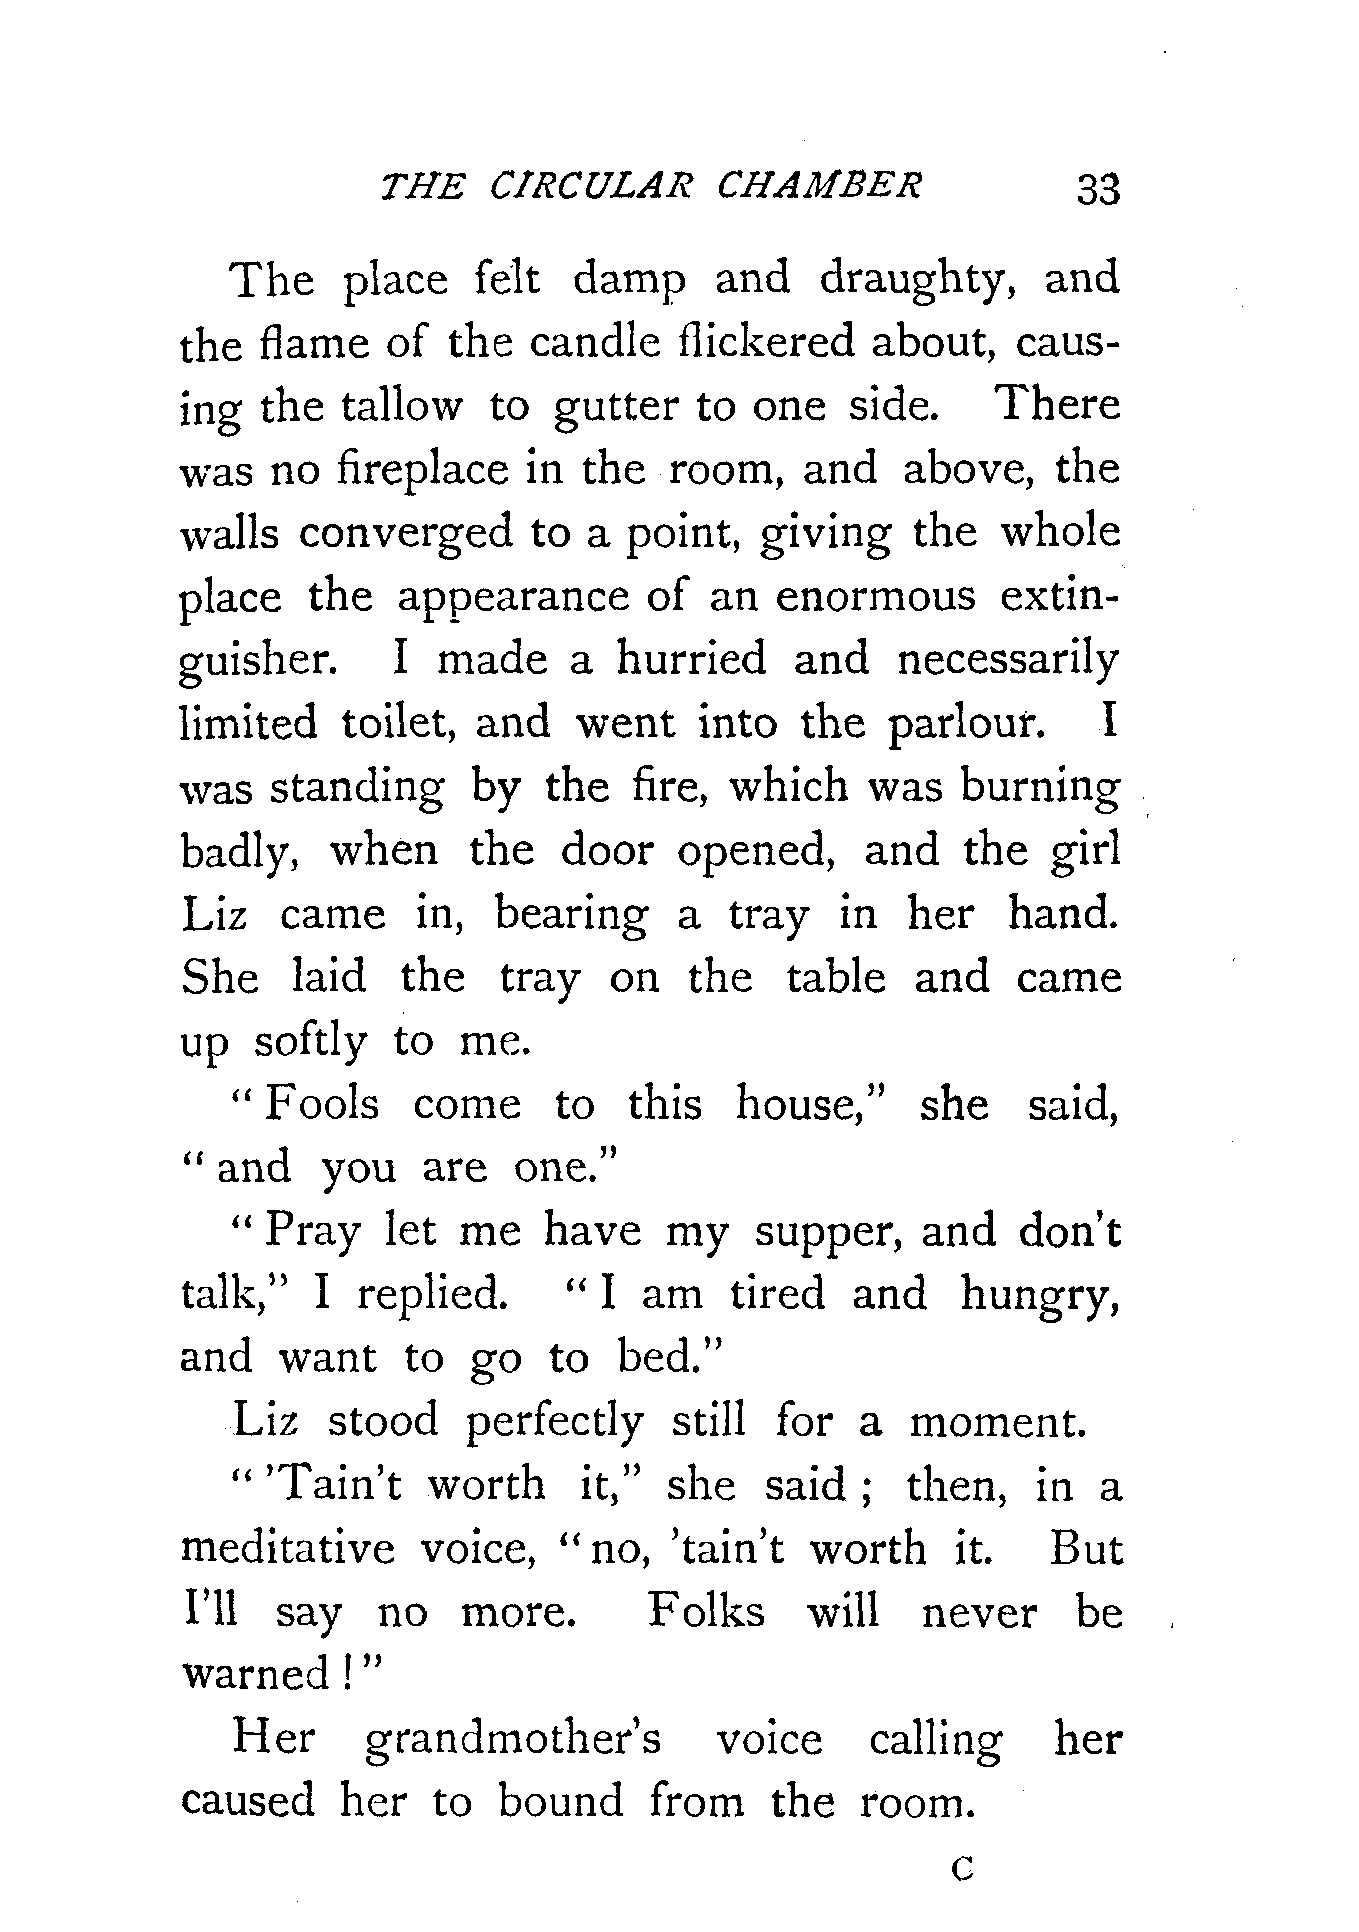 THE CIRCULAR CHAMBER 33
The place felt damp and draughty, and
the flame of the candle flickered about, caus-
ing the tallow to gutter to one side. There
was no fireplace in the room, and above, the
walls converged to a point, giving the whole
place the appearance of an enormous extin-
guisher. I made a hurried and necessarily
limited toilet, and went into the parlour. I
was standing by the fire, which was burning
badly, when the door opened, and the girl
Liz came in, bearing a tray in her hand.
She laid the tray on the table and came
up softly to me.
“Fools come to this house,” she said,
“and you are one.”
“Pray let me have my supper, and don't
talk,” I replied. “I am tired and hungry,
and want to go to bed.”
Liz stood perfectly still for a moment.
“’Tain't worth it,” she said; then, in a
meditative voice, “no, ’tain't worth it. But
I'll say no more. Folks will never be
warned!”
Her grandmother's voice calling her
caused her to bound from the room.
C